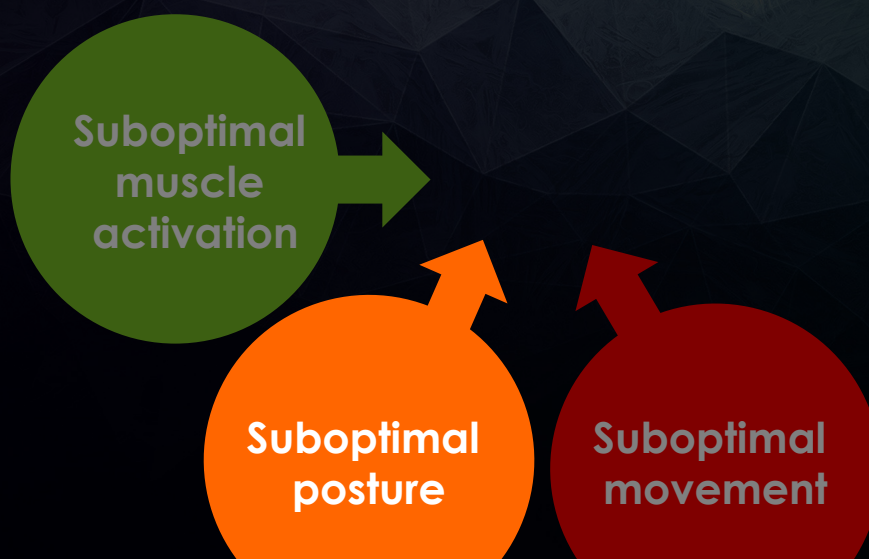 Suboptimal
muscle
activation
Suboptimal
posture
Suboptimal
movement